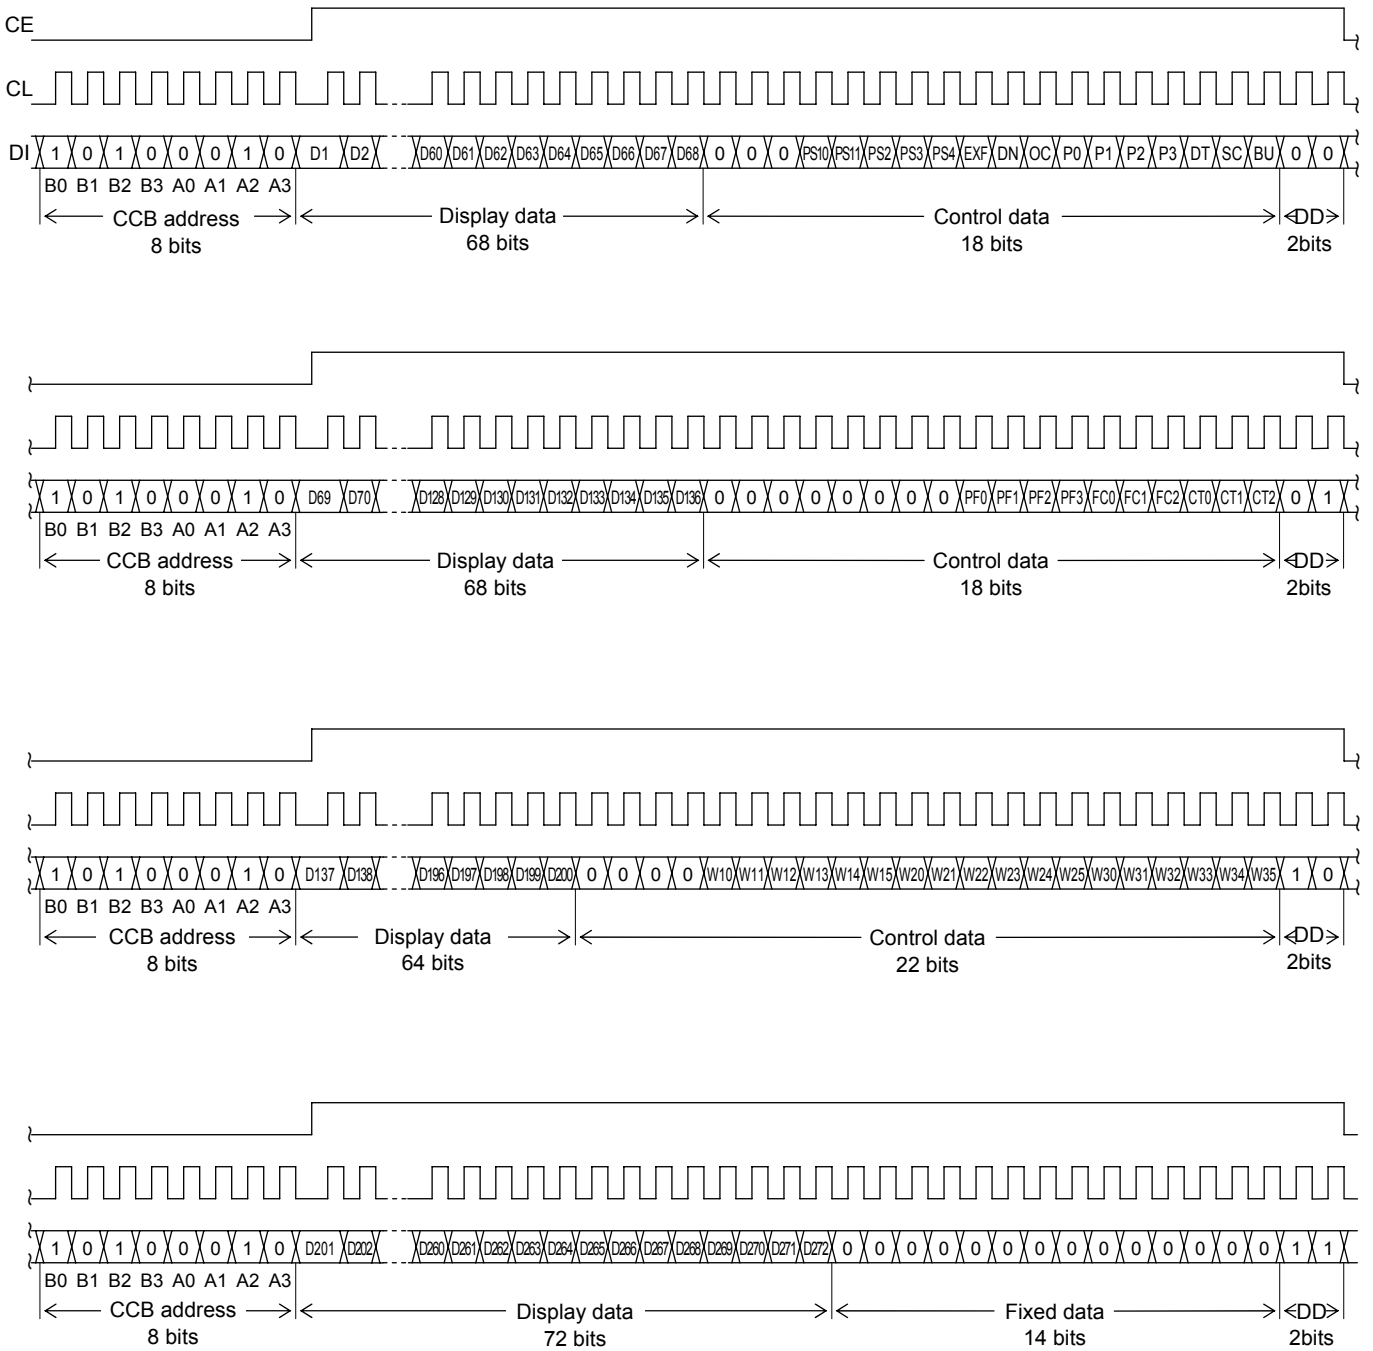 CE
CL
DI 1 0 1 0 0 0 1 0 D1 D2 D60 D61 D62 D63 D64 D65 D66 D67 D68 0 0 0 PS10 PS11 PS2 PS3 PS4 EXF DN OC P0 P1 P2 P3 DT SC BU 0 0
B0 B1 B2 B3 A0 A1 A2 A3
CCB address Display data Control data DD
8 bits 68 bits 18 bits 2bits
1 0 1 0 0 0 1 0 D69 D70 D128 D129 D130 D131 D132 D133 D134 D135 D136 0 0 0 0 0 0 0 0 PF0 PF1 PF2 PF3 FC0 FC1 FC2 CT0 CT1 CT2 0 1
B0 B1 B2 B3 A0 A1 A2 A3
CCB address Display data Control data DD
8 bits 68 bits 18 bits 2bits
1 0 1 0 0 0 1 0 D137 D138 D196 D197 D198 D199 D200 0 0 0 0 W10 W11 W12 W13 W14 W15 W20 W21 W22 W23 W24 W25 W30 W31 W32 W33 W34 W35 1 0
B0 B1 B2 B3 A0 A1 A2 A3
CCB address Display data Control data DD
8 bits 64 bits 22 bits 2bits
1 0 1 0 0 0 1 0 D201 D202 D260 D261 D262 D263 D264 D265 D266 D267 D268 D269 D270 D271 D272 0 0 0 0 0 0 0 0 0 0 0 0 0 0 1 1
B0 B1 B2 B3 A0 A1 A2 A3
CCB address Display data Fixed data DD
8 bits 72 bits 14 bits 2bits